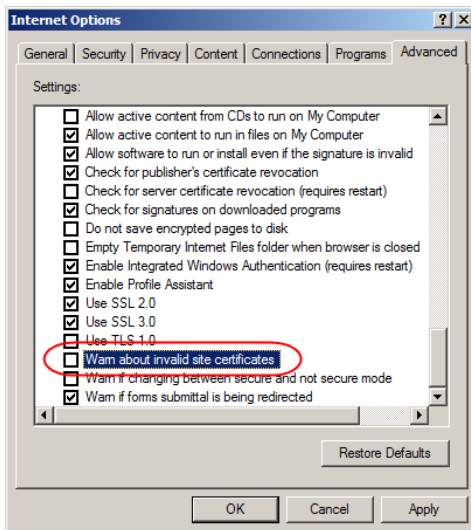 Internet Options
General Security Privacy Content Connections Programs Advanced
Settings:
Allow active content from CDs to run on My Computer
Allow active content to run in files on My Computer
Allow software to run or install even if the signature is invalid
Check for publisher's certificate revocation
Check for server certificate revocation (requires restart)
Check for signatures on downloaded programs
Do not save encrypted pages to disk
Empty Temporary Internet Files folder when browser is closed
Enable Integrated Windows Authentication (requires restart)
Enable Profile Assistant
Use SSL 2.0
Use SSL 3.0
Use TLS 1.0
Warn about invalid site certificates
Warn if changing between secure and not secure mode
Warn if forms submittal is being redirected
Restore Defaults
OK Cancel Apply